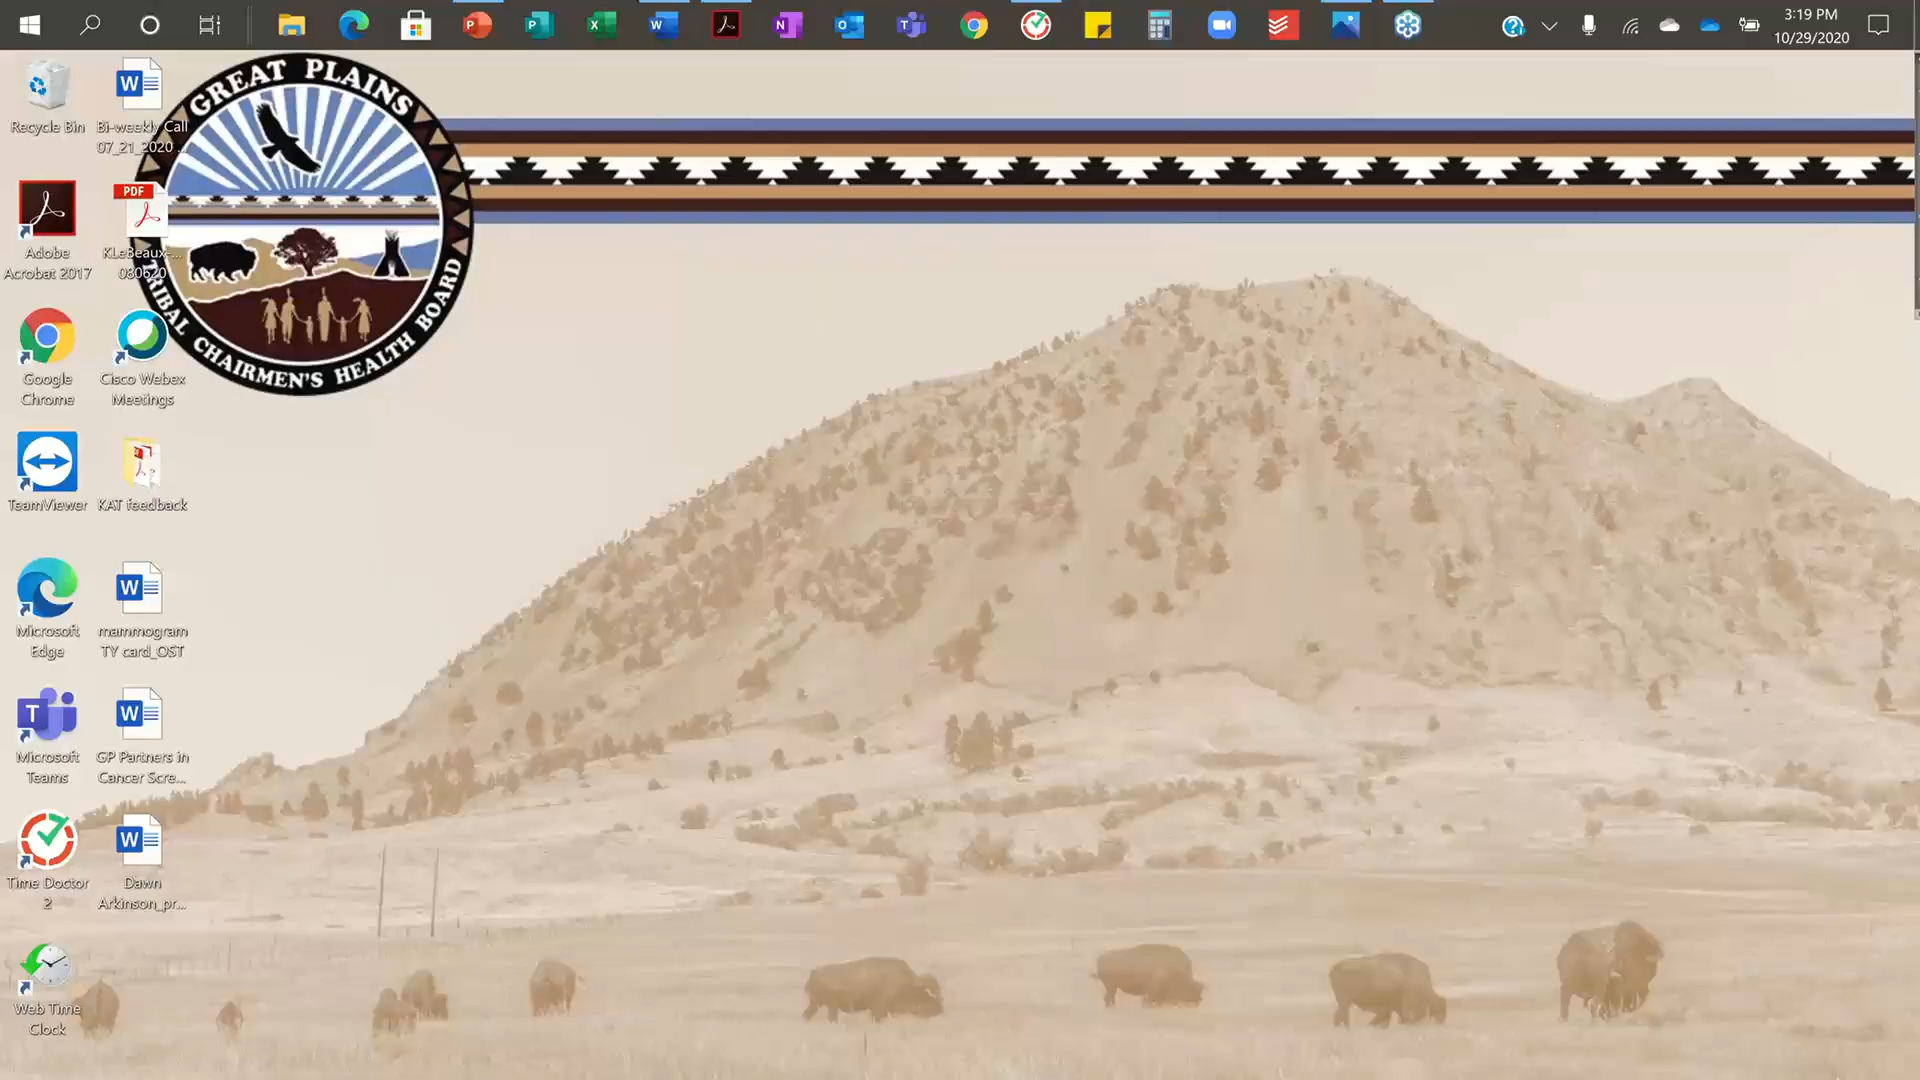 3:19 PM
10/29/2020
Recycle Bin
Bi-weekly Call
07_21_2020 ...
Adobe
Acrobat 2017
PDF
KLeBeaux-...
080620
Google
Chrome
Cisco Webex
Meetings
TeamViewer
KAT feedback
Microsoft
Edge
mammogram
TY card_OST
Microsoft
Teams
GP Partners in
Cancer Scre...
Time Doctor
2
Dawn
Arkinson_pr...
Web Time
Clock
GREAT PLAINS
TRIBAL CHAIRMEN'S HEALTH BOARD